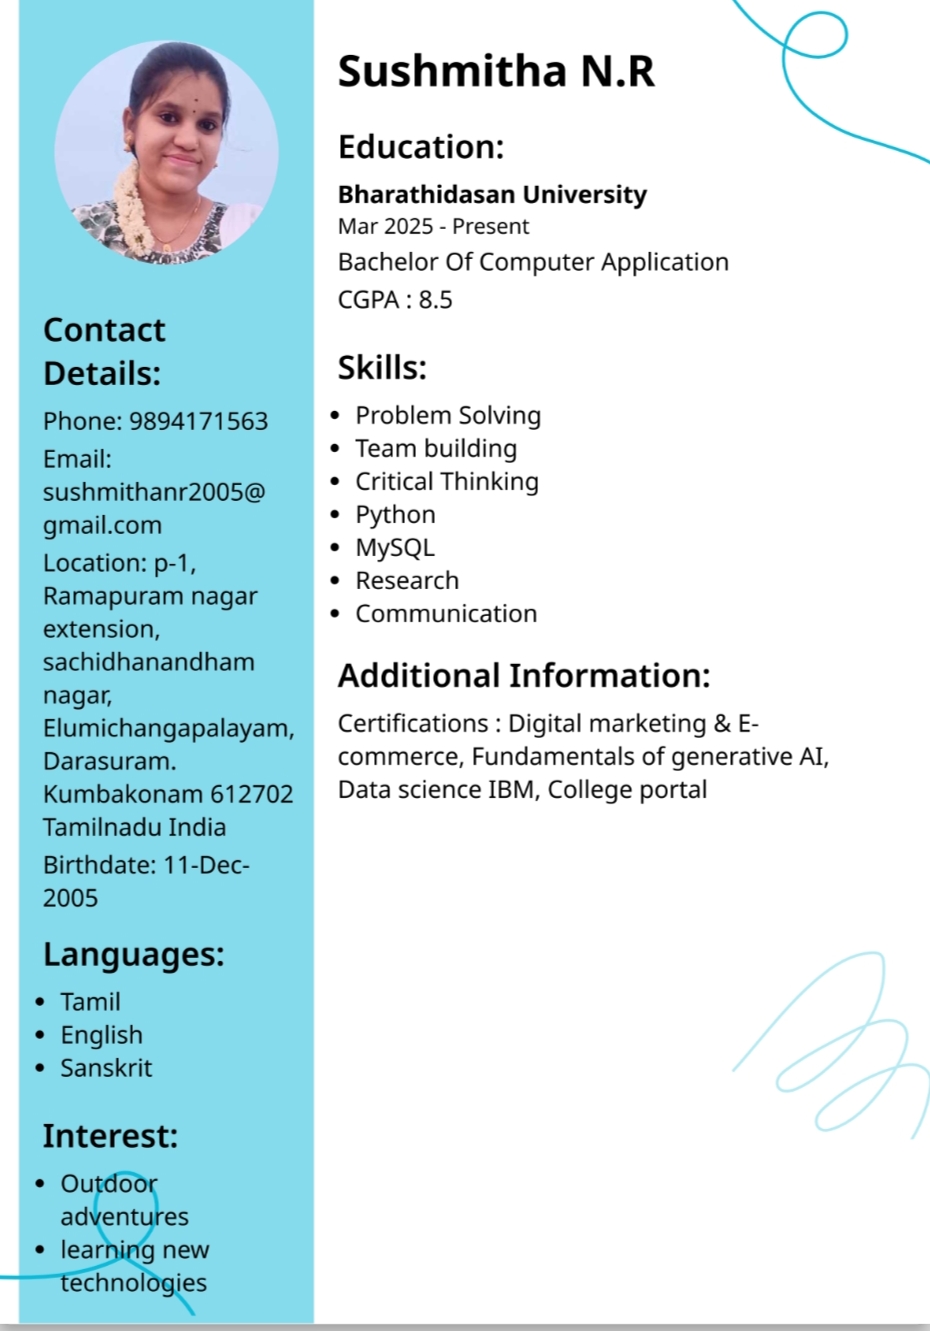 Sushmitha N.R
Education:
Bharathidasan University
Mar 2025 - Present
Bachelor Of Computer Application
CGPA : 8.5
Skills:
• Problem Solving
• Team building
• Critical Thinking
• Python
• MySQL
• Research
• Communication
Additional Information:
Certifications : Digital marketing & E-
commerce, Fundamentals of generative AI,
Data science IBM, College portal
Contact
Details:
Phone: 9894171563
Email:
sushmithanr2005@
gmail.com
Location: p-1,
Ramapuram nagar
extension,
sachidhanandham
nagar,
Elumichangapalayam,
Darasuram.
Kumbakonam 612702
Tamilnadu India
Birthdate: 11-Dec-
2005
Languages:
• Tamil
• English
• Sanskrit
Interest:
• Outdoor
adventures
• learning new
technologies